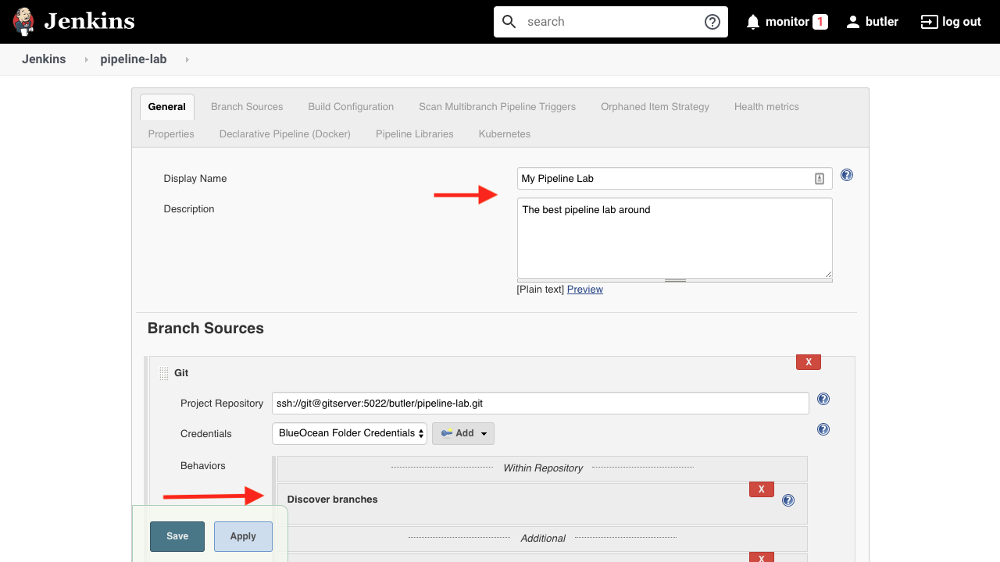 Jenkins
search
monitor 1
butler
log out
Jenkins
pipeline-lab
General
Branch Sources
Build Configuration
Scan Multibranch Pipeline Triggers
Orphaned Item Strategy
Health metrics
Properties
Declarative Pipeline (Docker)
Pipeline Libraries
Kubernetes
Display Name
My Pipeline Lab
Description
The best pipeline lab around
[Plain text] Preview
Branch Sources
X
Git
Project Repository
ssh://git@gitserver:5022/butler/pipeline-lab.git
Credentials
BlueOcean Folder Credentials
Add
Behaviors
Within Repository
X
Discover branches
Save
Apply
Additional
X